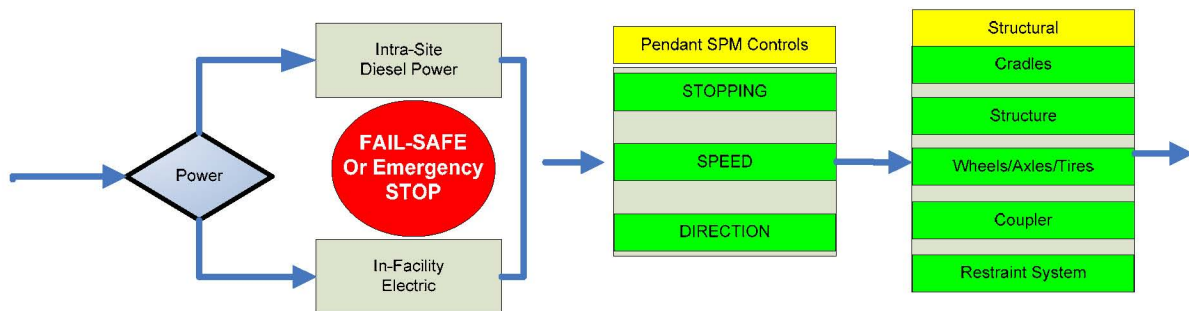 Power
Intra-Site
Diesel Power
FAIL-SAFE
Or Emergency
STOP
In-Facility
Electric
Pendant SPM Controls
STOPPING
SPEED
DIRECTION
Structural
Cradles
Structure
Wheels/Axles/Tires
Coupler
Restraint System